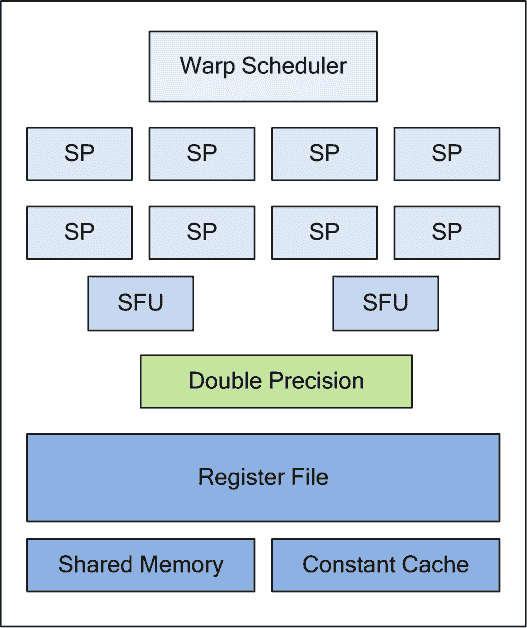 Warp Scheduler
SP SP SP SP
SP SP SP SP
SFU SFU
Double Precision
Register File
Shared Memory Constant Cache